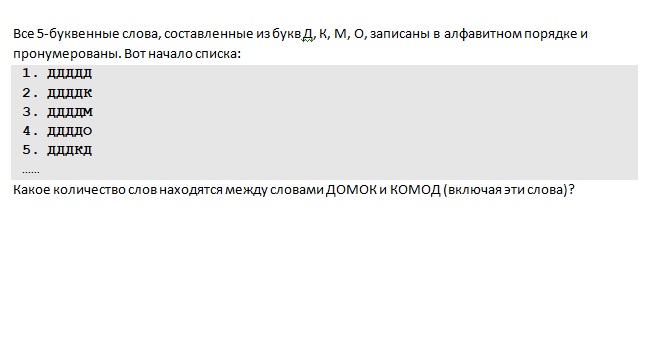 Все 5-буквенные слова, составленные из букв Д, К, М, О, записаны в алфавитном порядке и
пронумерованы. Вот начало списка:
1. ДДДДД
2. ДДДДК
3. ДДДДМ
4. ДДДДО
5. ДДДКД
......
Какое количество слов находятся между словами ДОМОК и КОМОД (включая эти слова)?